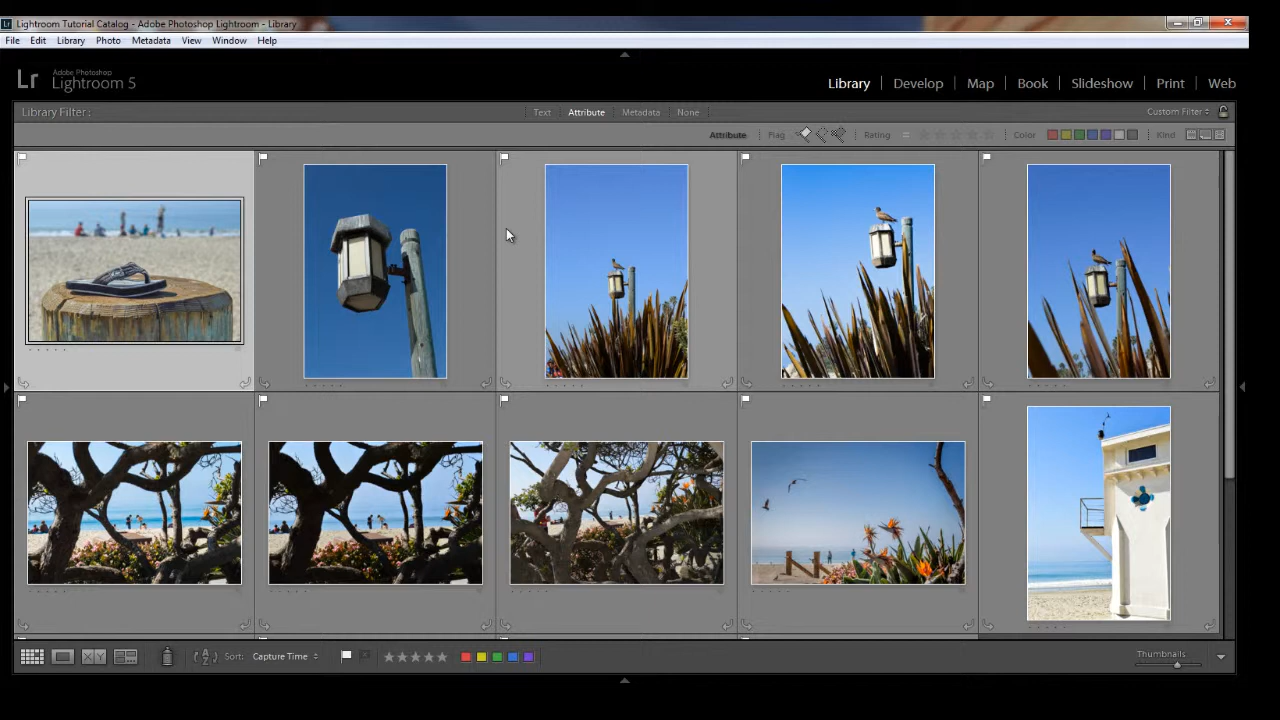 Lr Lightroom Tutorial Catalog - Adobe Photoshop Lightroom - Library
File Edit Library Photo Metadata View Window Help
Lr Adobe Photoshop Lightroom 5
Library Develop Map Book Slideshow Print Web
Library Filter : Text Attribute Metadata None Custom Filter
Attribute Flag Rating Color Kind
XY Sort: Capture Time Thumbnails